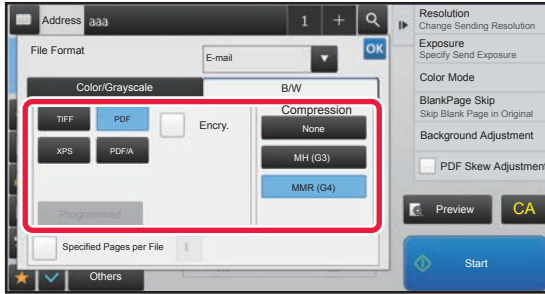 Address aaa 1 +
File Format
E-mail
OK
Color/Grayscale
B/W
TIFF
PDF
Encry.
XPS
PDF/A
Programmed
Compression
None
MH (G3)
MMR (G4)
Specified Pages per File 1
Others
Resolution
Change Sending Resolution
Exposure
Specify Send Exposure
Color Mode
BlankPage Skip
Skip Blank Page in Original
Background Adjustment
PDF Skew Adjustment
Preview
CA
Start